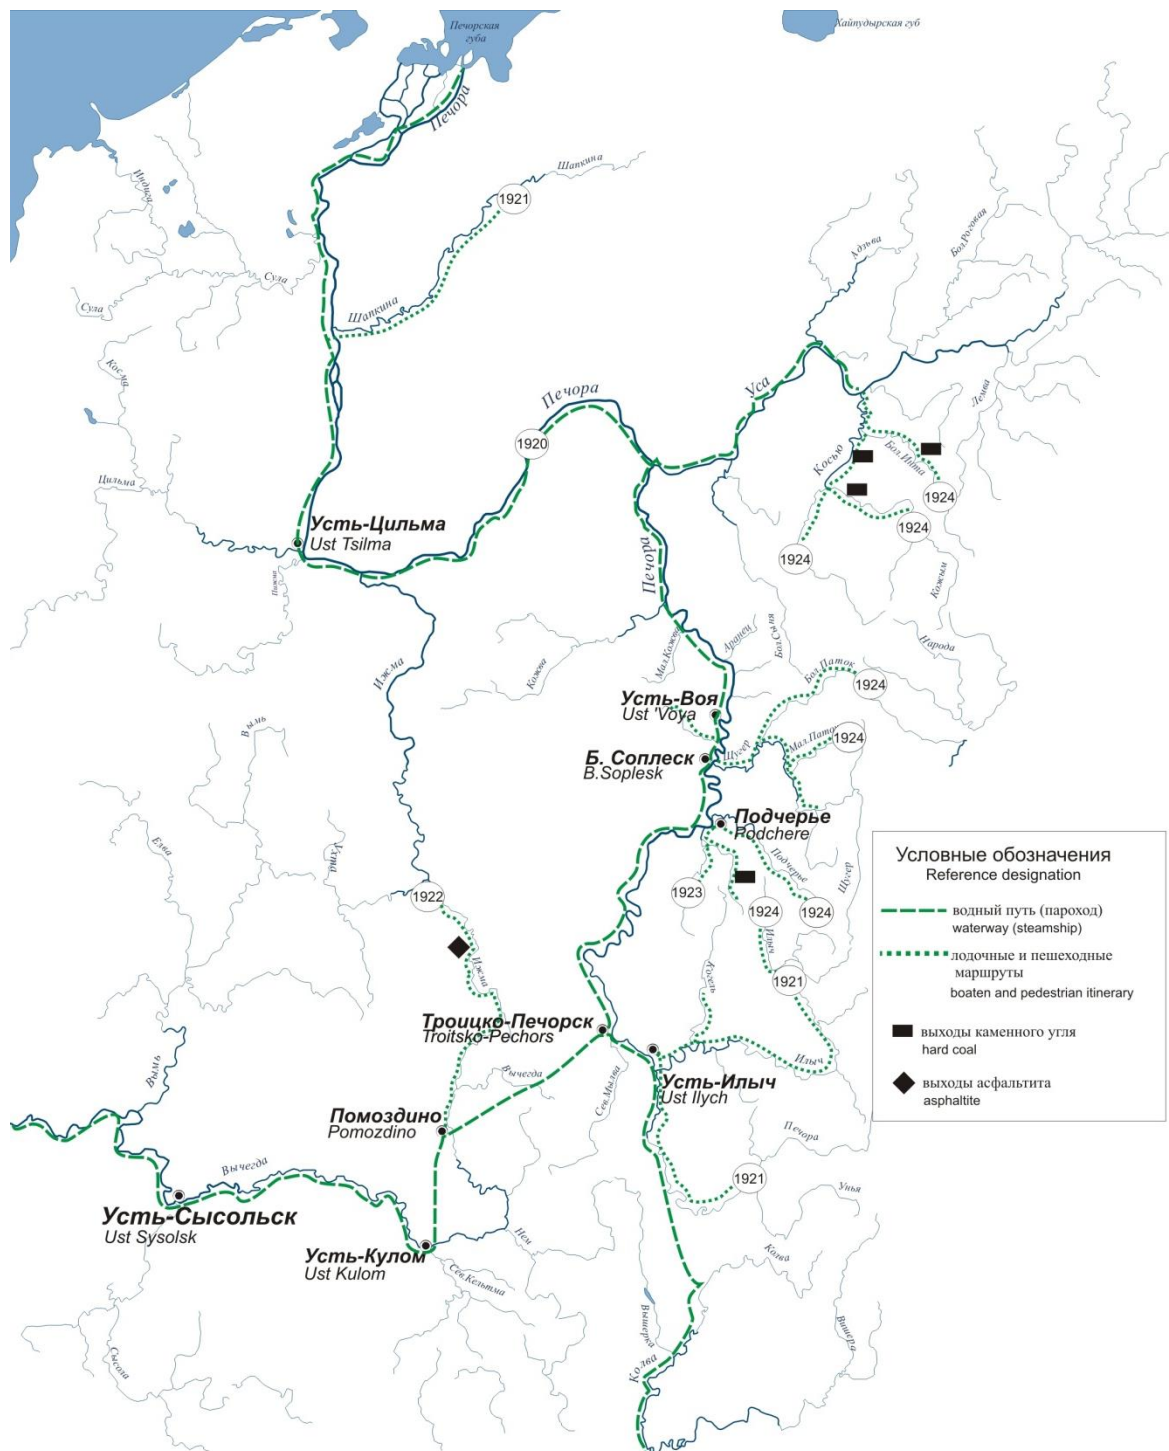 Печорская
губа
Хайпудырская губ
Печора
Индига
Шапкина
1921
Адзьва
Бол.Роговая
Сула
Сула
Шапкина
Косма
Печора
Уса
Лемва
1920
Косью
Бол.Инта
Цильма
1924
Усть-Цильма
Ust Tsilma
1924
1924
Печора
Пижма
Кожым
Ижма
Мал.Кожва
Аранец
Бол.Сыня
Народа
Кожва
Бол.Паток
1924
Усть-Воя
Ust 'Voya
Вымь
Щугер
Мал.Паток
1924
Б. Соплеск
B.Soplesk
Подчерье
Podchere
Елва
Ухта
Подчерье
Щугер
1922
1923
1924
1924
Илыч
Ижма
Когель
1921
Троицко-Печорск
Troitsko-Pechors
Вымь
Вычегда
Сев.Мылва
Илыч
Усть-Илыч
Ust Ilych
Помоздино
Pomozdino
Печора
Вычегда
1921
Унья
Усть-Сысольск
Ust Sysolsk
Нем
Колва
Усть-Кулом
Ust Kulom
Сев.Кельтма
Вишерка
Вишера
Сысола
Колва
Условные обозначения
Reference designation
водный путь (пароход)
waterway (steamship)
лодочные и пешеходные
маршруты
boaten and pedestrian itinerary
выходы каменного угля
hard coal
выходы асфальтита
asphaltite